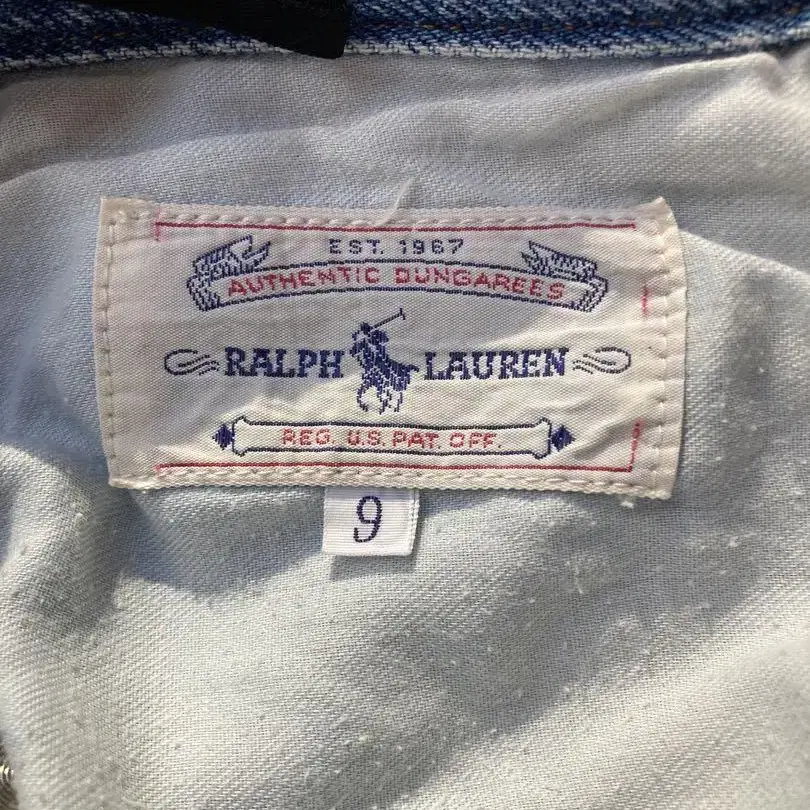 EST. 1967
AUTHENTIC DUNGAREES
RALPH LAUREN
REG. U.S. PAT. OFF.
9